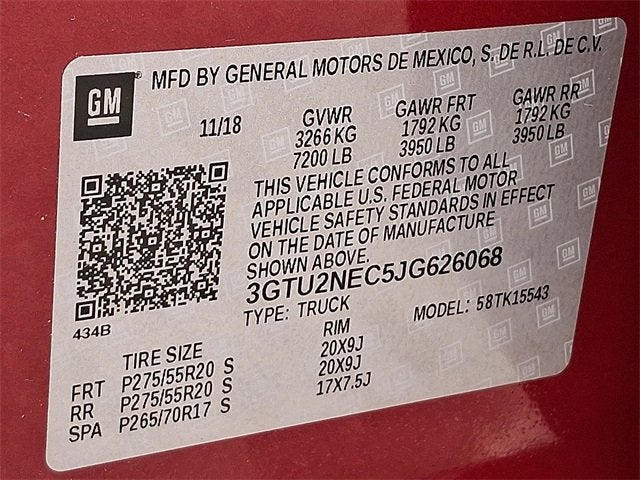 GM
MFD BY GENERAL MOTORS DE MEXICO, S. DE R.L. DE C.V.
11/18 GVWR GAWR FRT GAWR RR
3266 KG 1792 KG 1792 KG
7200 LB 3950 LB 3950 LB
THIS VEHICLE CONFORMS TO ALL
APPLICABLE U.S. FEDERAL MOTOR
VEHICLE SAFETY STANDARDS IN EFFECT
ON THE DATE OF MANUFACTURE
SHOWN ABOVE.
3GTU2NEC5JG626068
434B
TYPE: TRUCK MODEL: 58TK15543
TIRE SIZE RIM
FRT P275/55R20 S 20X9J
RR P275/55R20 S 20X9J
SPA P265/70R17 S 17X7.5J